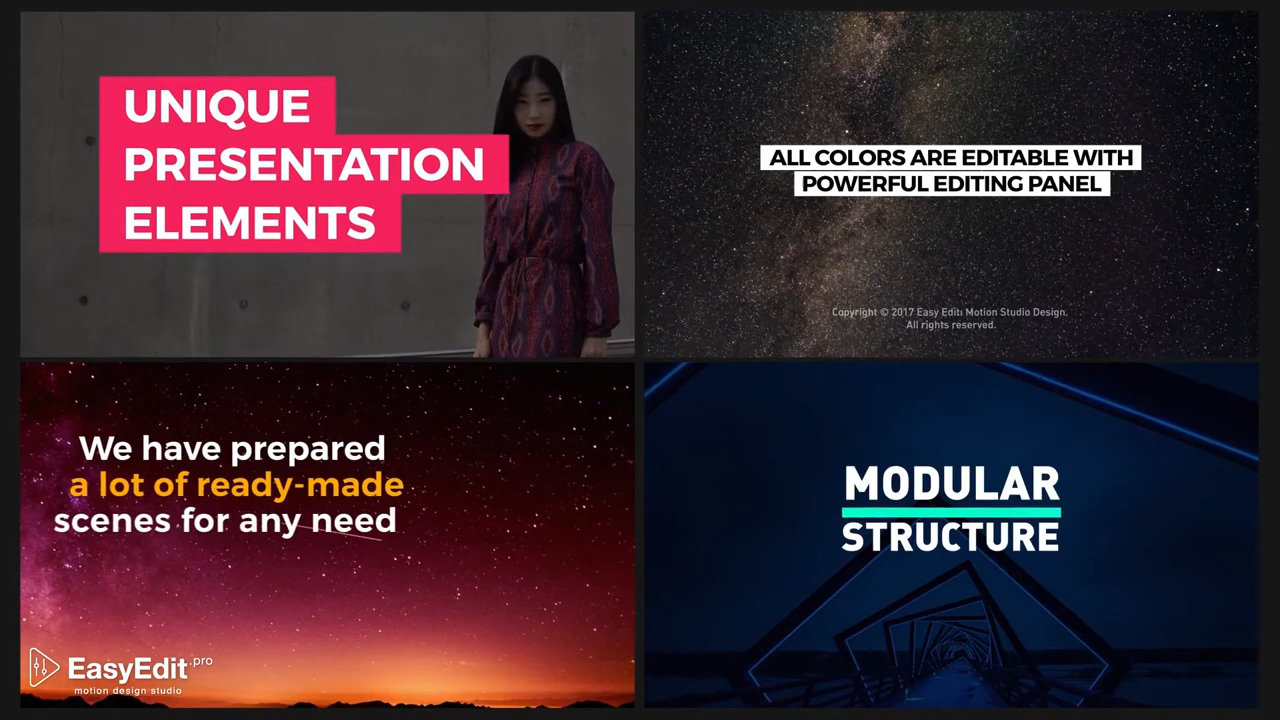 UNIQUE
PRESENTATION
ELEMENTS
ALL COLORS ARE EDITABLE WITH
POWERFUL EDITING PANEL
Copyright © 2017 Easy Editi Motion Studio Design.
All rights reserved.
We have prepared
a lot of ready-made
scenes for any need
EasyEdit.pro
motion design studio
MODULAR
STRUCTURE